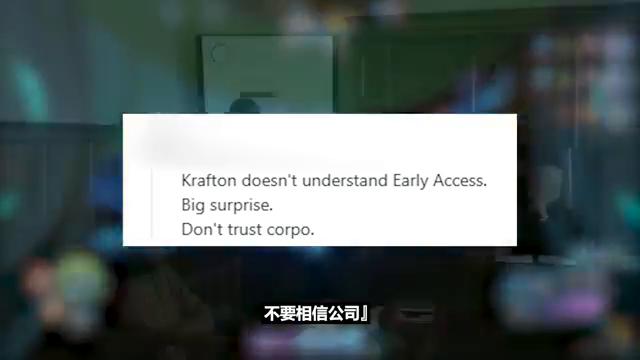 Krafton doesn't understand Early Access.
Big surprise.
Don't trust corpo.
不要相信公司』